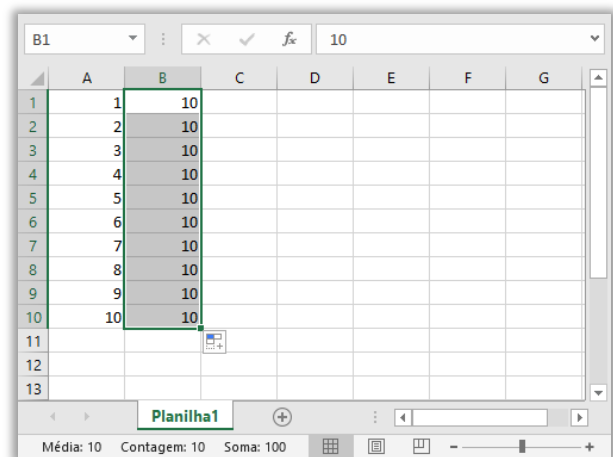 B1 fx 10
A B C D E F G
1 1 10
2 2 10
3 3 10
4 4 10
5 5 10
6 6 10
7 7 10
8 8 10
9 9 10
10 10 10
11
12
13
Planilha1
Média: 10 Contagem: 10 Soma: 100